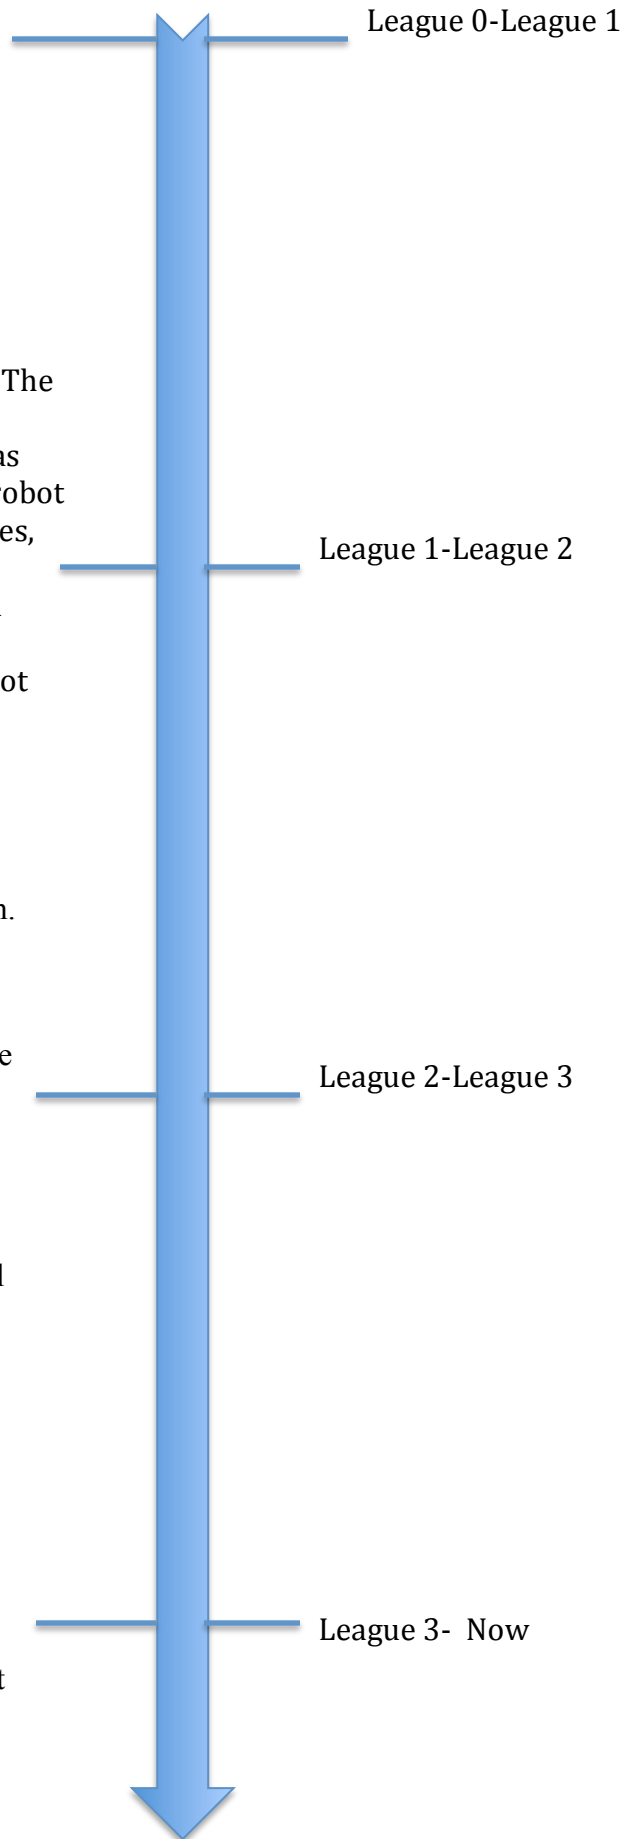 League 0-League 1
The
as
robot
es,
League 1-League 2
ot
n.
e
League 2-League 3
League 3- Now
t